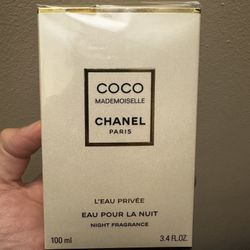 COCO
MADEMOISELLE
CHANEL
PARIS
L'EAU PRIVÉE
EAU POUR LA NUIT
NIGHT FRAGRANCE
100 ml 3.4 FL.OZ.